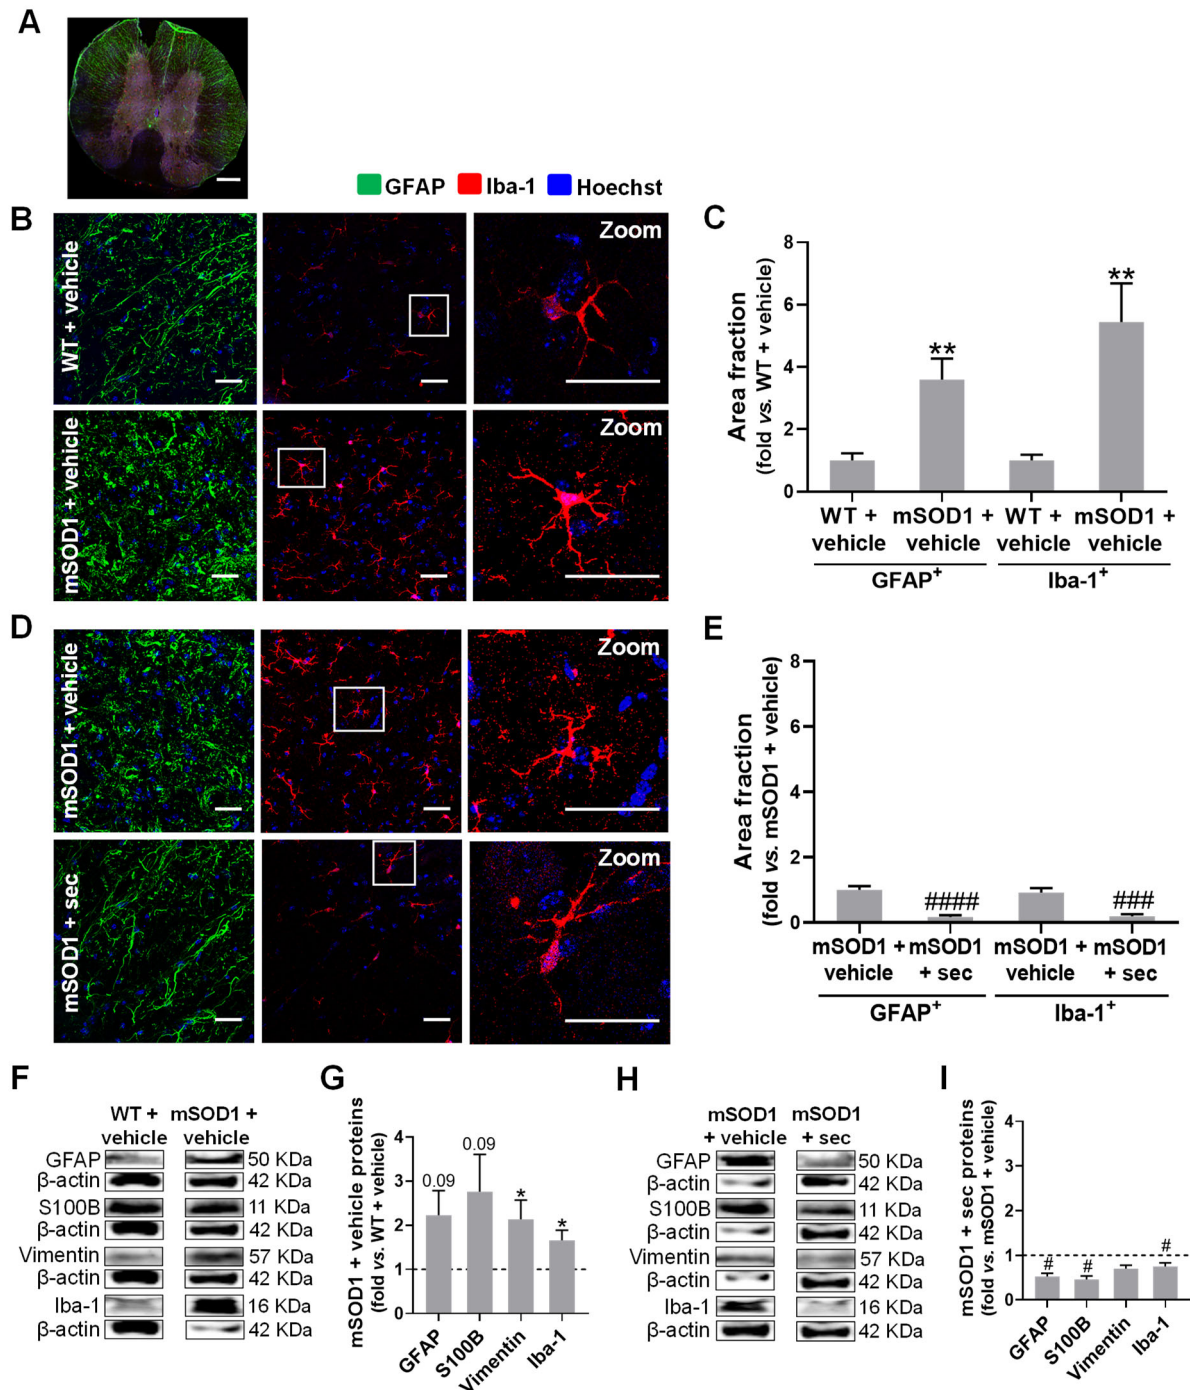 A
GFAP Iba-1 Hoechst
B
WT + vehicle
Zoom
mSOD1 + vehicle
Zoom
C
Area fraction
(fold vs. WT + vehicle)
8
6
4
2
0
**
**
WT + vehicle
mSOD1 + vehicle
WT + vehicle
mSOD1 + vehicle
GFAP+
Iba-1+
D
mSOD1 + vehicle
Zoom
mSOD1 + sec
Zoom
E
Area fraction
(fold vs. mSOD1 + vehicle)
8
6
4
2
0
####
###
mSOD1 + vehicle
mSOD1 + sec
mSOD1 + vehicle
mSOD1 + sec
GFAP+
Iba-1+
F
WT + vehicle
mSOD1 + vehicle
GFAP 50 KDa
β-actin 42 KDa
S100B 11 KDa
β-actin 42 KDa
Vimentin 57 KDa
β-actin 42 KDa
Iba-1 16 KDa
β-actin 42 KDa
G
mSOD1 + vehicle proteins
(fold vs. WT + vehicle)
4
3
2
1
0
0.09
0.09
*
*
GFAP
S100B
Vimentin
Iba-1
H
mSOD1 + vehicle
mSOD1 + sec
GFAP 50 KDa
β-actin 42 KDa
S100B 11 KDa
β-actin 42 KDa
Vimentin 57 KDa
β-actin 42 KDa
Iba-1 16 KDa
β-actin 42 KDa
I
mSOD1 + sec proteins
(fold vs. mSOD1 + vehicle)
4
3
2
1
0
#
#
#
GFAP
S100B
Vimentin
Iba-1